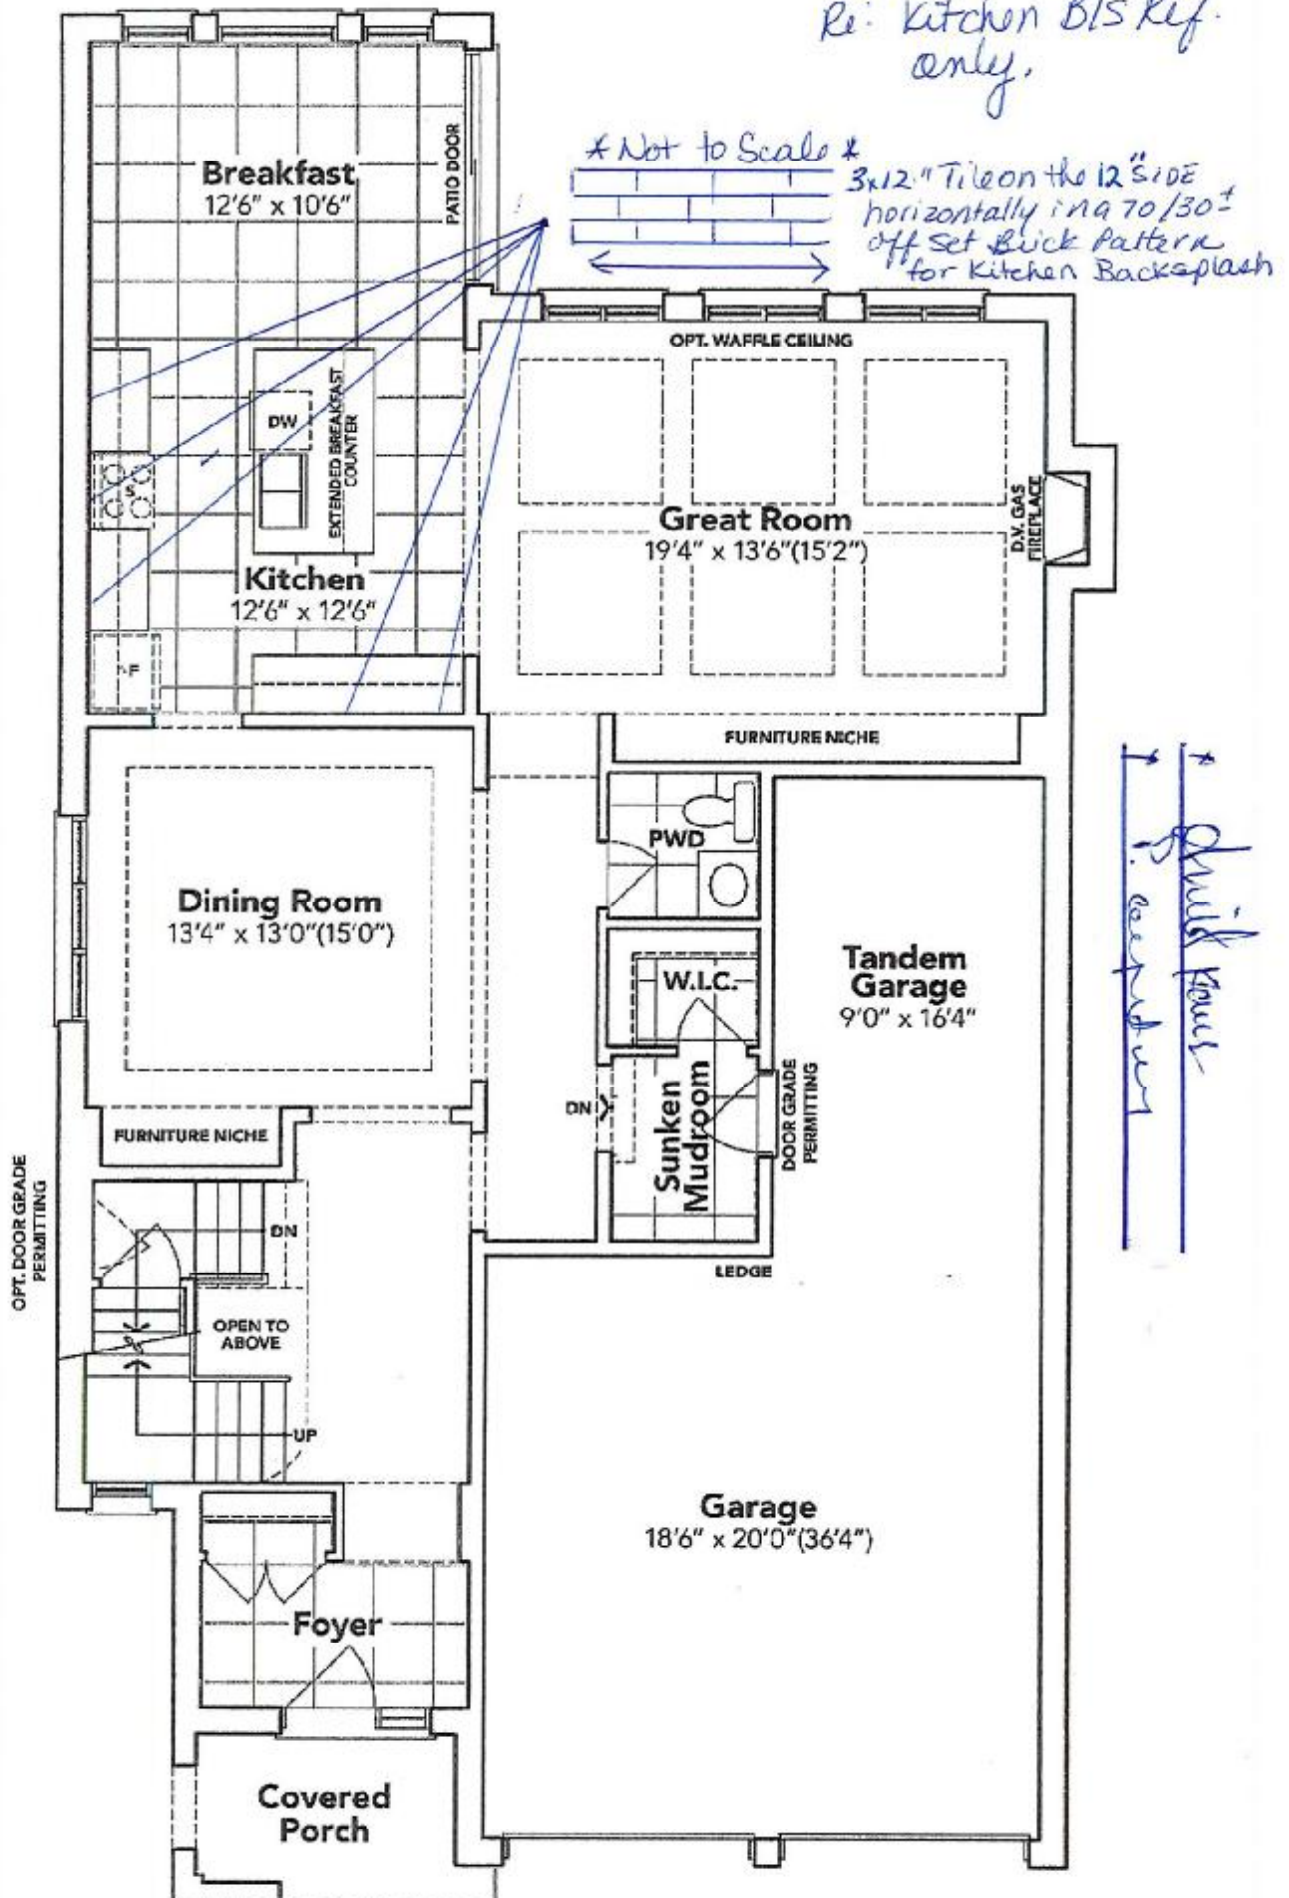 Re: Kitchen B/S Ref.
only.
* Not to Scale *
3x12" Tile on the 12" SIDE
horizontally in a 70/30±
off set Brick Pattern
for Kitchen Backsplash
Breakfast
12'6" x 10'6"
PATIO DOOR
OPT. WAFFLE CEILING
DW
EXTENDED BREAKFAST
COUNTER
S
Great Room
19'4" x 13'6"(15'2")
D.V. GAS
FIREPLACE
Kitchen
12'6" x 12'6"
F
FURNITURE NICHE
PWD
Dining Room
13'4" x 13'0"(15'0")
W.I.C.
Tandem
Garage
9'0" x 16'4"
DN
Sunken
Mudroom
DOOR GRADE
PERMITTING
FURNITURE NICHE
OPT. DOOR GRADE
PERMITTING
DN
LEDGE
OPEN TO
ABOVE
UP
Garage
18'6" x 20'0"(36'4")
Foyer
Covered
Porch